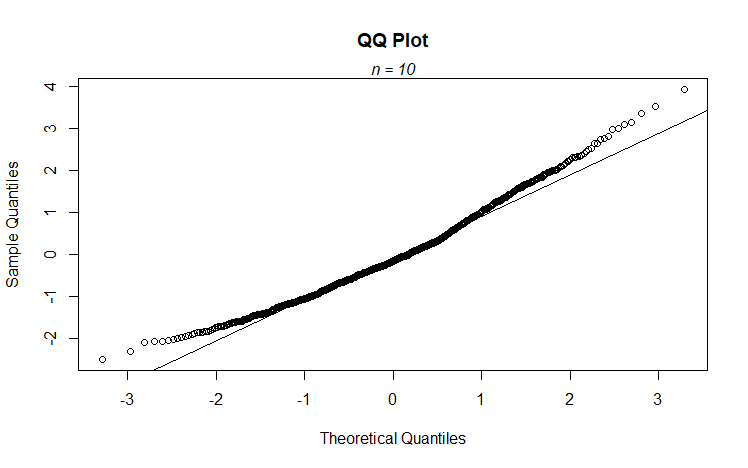 QQ Plot
n = 10
4
3
2
1
0
-1
-2
Sample Quantiles
-3 -2 -1 0 1 2 3
Theoretical Quantiles